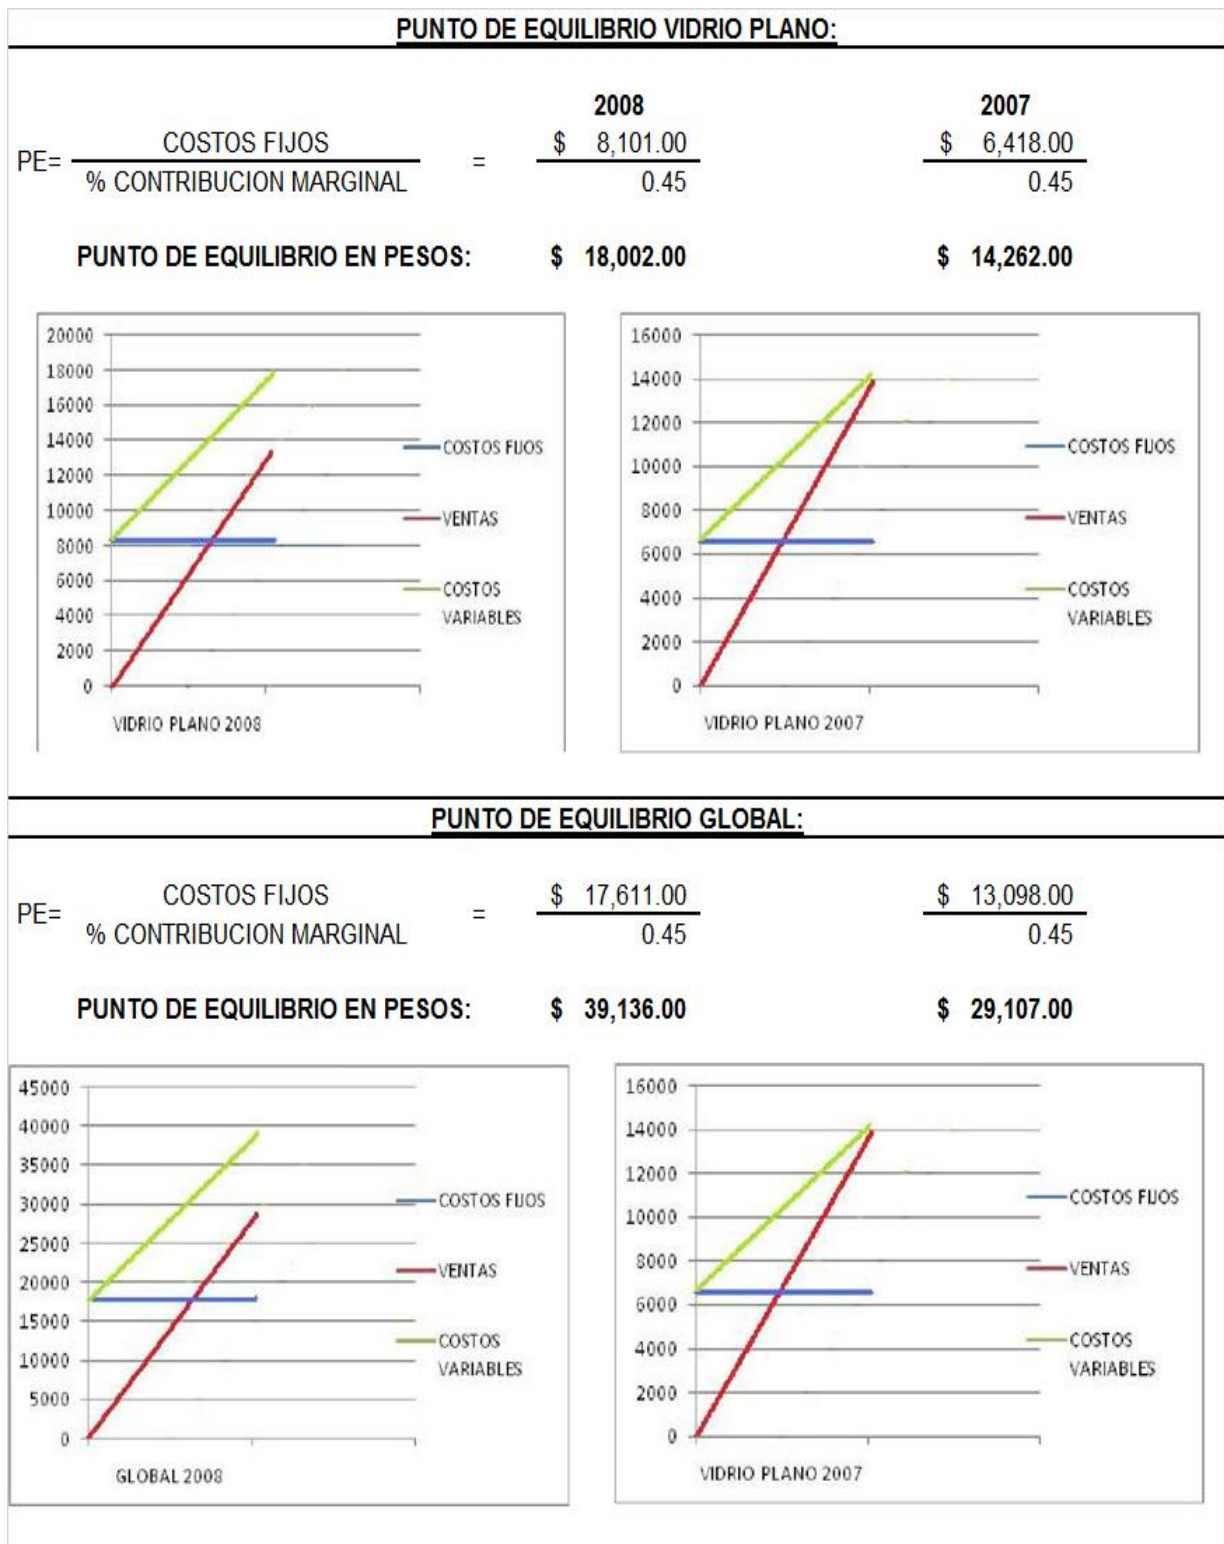 PUNTO DE EQUILIBRIO VIDRIO PLANO:
2008 2007
COSTOS FIJOS $ 8,101.00 $ 6,418.00
PE= =
% CONTRIBUCION MARGINAL 0.45 0.45
PUNTO DE EQUILIBRIO EN PESOS: $ 18,002.00 $ 14,262.00
20000
18000
16000
14000
12000
10000
8000
6000
4000
2000
0
COSTOS FIJOS
VENTAS
COSTOS
VARIABLES
VIDRIO PLANO 2008
16000
14000
12000
10000
8000
6000
4000
2000
0
COSTOS FIJOS
VENTAS
COSTOS
VARIABLES
VIDRIO PLANO 2007
PUNTO DE EQUILIBRIO GLOBAL:
COSTOS FIJOS $ 17,611.00 $ 13,098.00
PE= =
% CONTRIBUCION MARGINAL 0.45 0.45
PUNTO DE EQUILIBRIO EN PESOS: $ 39,136.00 $ 29,107.00
45000
40000
35000
30000
25000
20000
15000
10000
5000
0
COSTOS FIJOS
VENTAS
COSTOS
VARIABLES
GLOBAL 2008
16000
14000
12000
10000
8000
6000
4000
2000
0
COSTOS FIJOS
VENTAS
COSTOS
VARIABLES
VIDRIO PLANO 2007